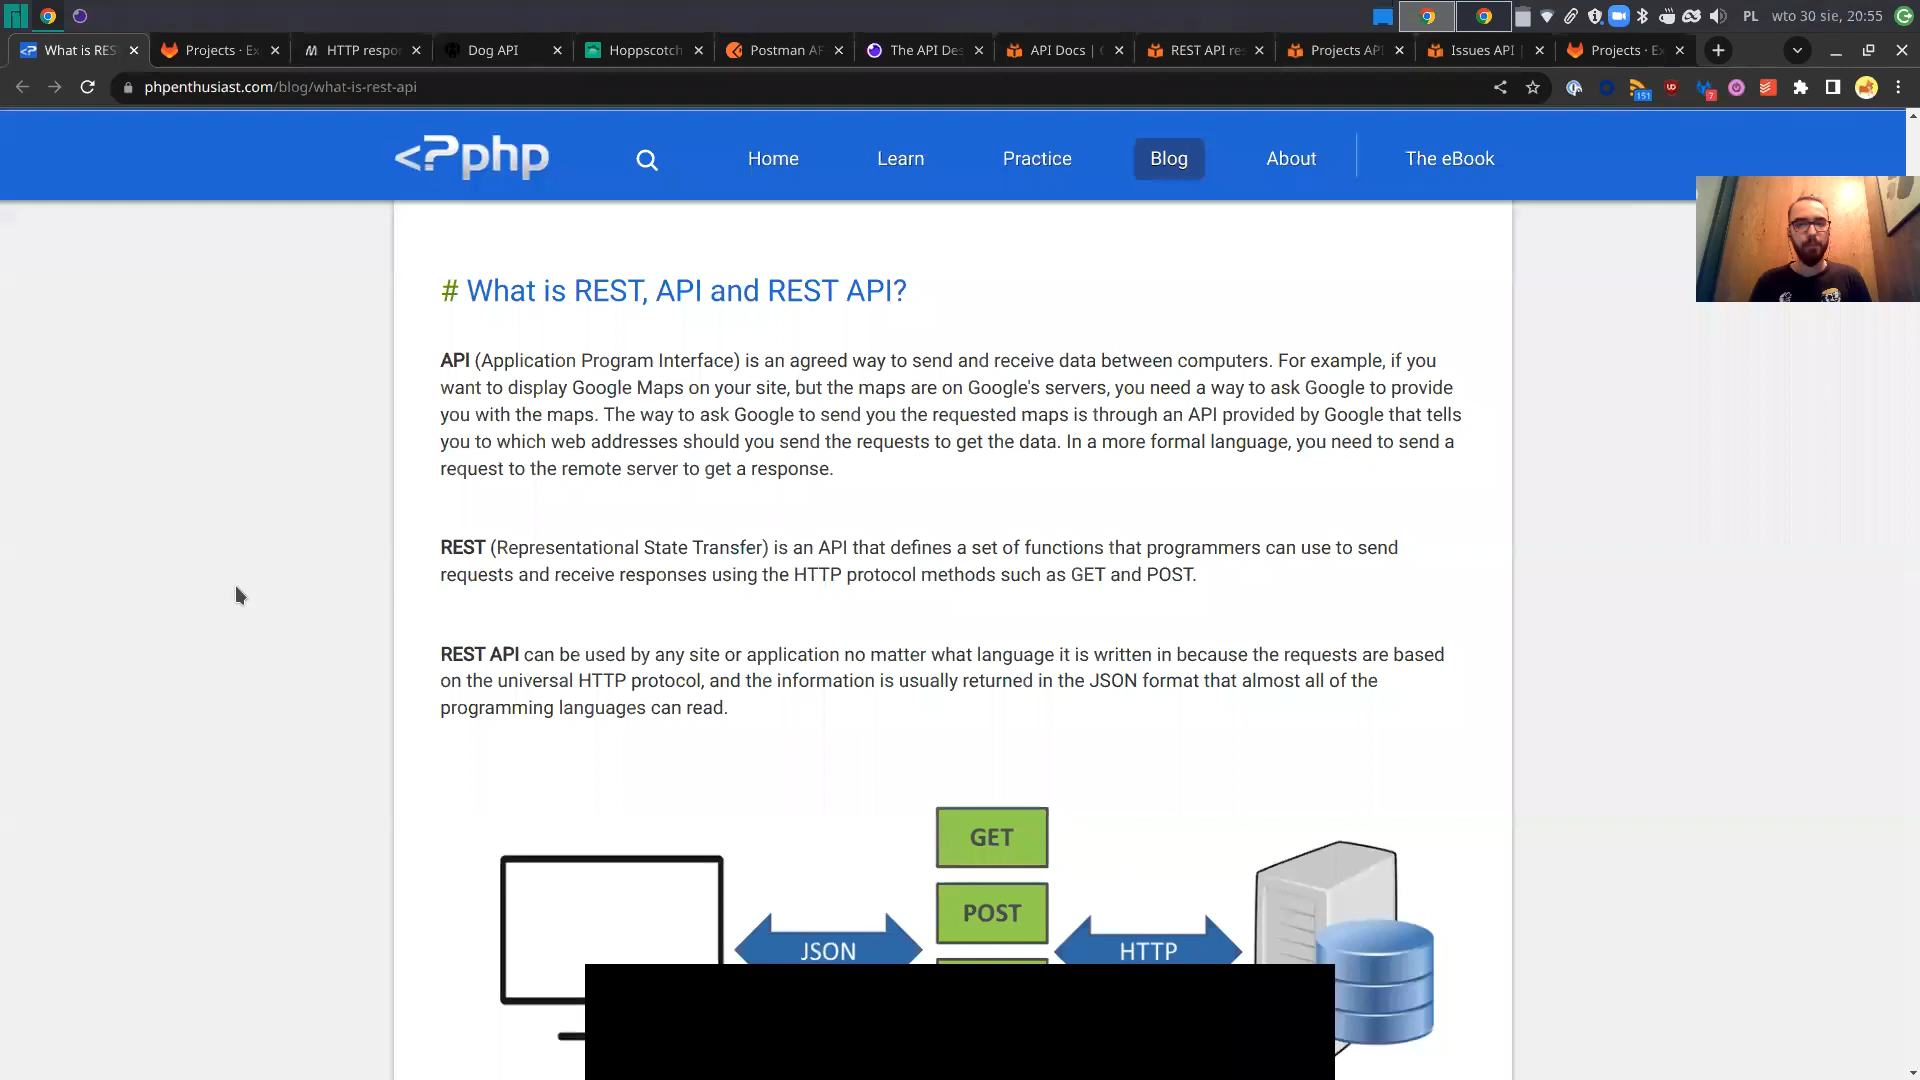 PL
wto 30 sie, 20:55
What is RES
Projects · Ex
HTTP respor
Dog API
Hoppscotch
Postman AF
The API Des
API Docs | (
REST API re
Projects API
Issues API |
Projects · Ex
phpenthusiast.com/blog/what-is-rest-api
151
7
<?php
Home
Learn
Practice
Blog
About
The eBook
# What is REST, API and REST API?
API (Application Program Interface) is an agreed way to send and receive data between computers. For example, if you
want to display Google Maps on your site, but the maps are on Google's servers, you need a way to ask Google to provide
you with the maps. The way to ask Google to send you the requested maps is through an API provided by Google that tells
you to which web addresses should you send the requests to get the data. In a more formal language, you need to send a
request to the remote server to get a response.
REST (Representational State Transfer) is an API that defines a set of functions that programmers can use to send
requests and receive responses using the HTTP protocol methods such as GET and POST.
REST API can be used by any site or application no matter what language it is written in because the requests are based
on the universal HTTP protocol, and the information is usually returned in the JSON format that almost all of the
programming languages can read.
GET
POST
JSON
HTTP